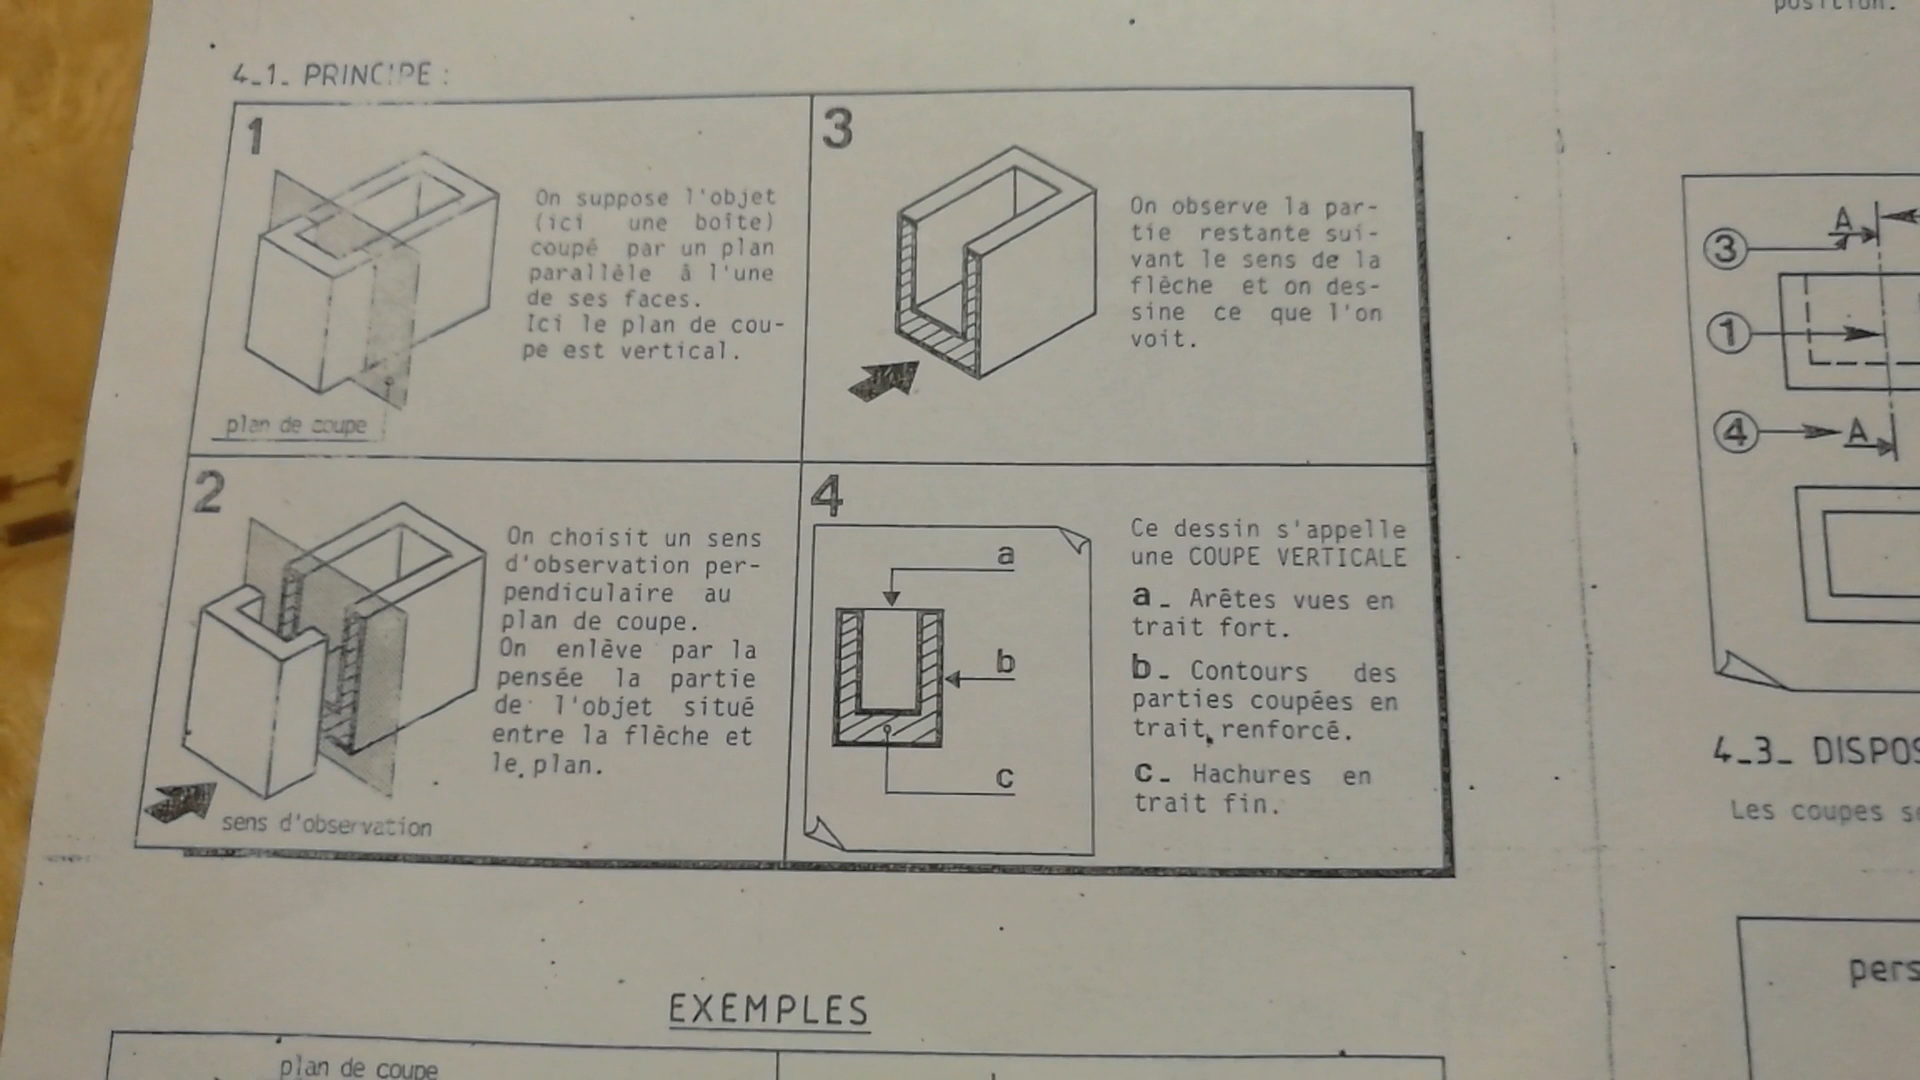 position.
4_1_ PRINCIPE :
1
On suppose l'objet
(ici une boîte)
coupé par un plan
parallèle à l'une
de ses faces.
Ici le plan de cou-
pe est vertical.
plan de coupe
2
On choisit un sens
d'observation per-
pendiculaire au
plan de coupe.
On enlève par la
pensée la partie
de l'objet situé
entre la flèche et
le plan.
sens d'observation
3
On observe la par-
tie restante sui-
vant le sens de la
flèche et on des-
sine ce que l'on
voit.
4
a
b
c
Ce dessin s'appelle
une COUPE VERTICALE
a_ Arêtes vues en
trait fort.
b_ Contours des
parties coupées en
trait renforcé.
c_ Hachures en
trait fin.
EXEMPLES
plan de coupe
A
3
1
4
A
4_3_ DISPOS
Les coupes se
pers